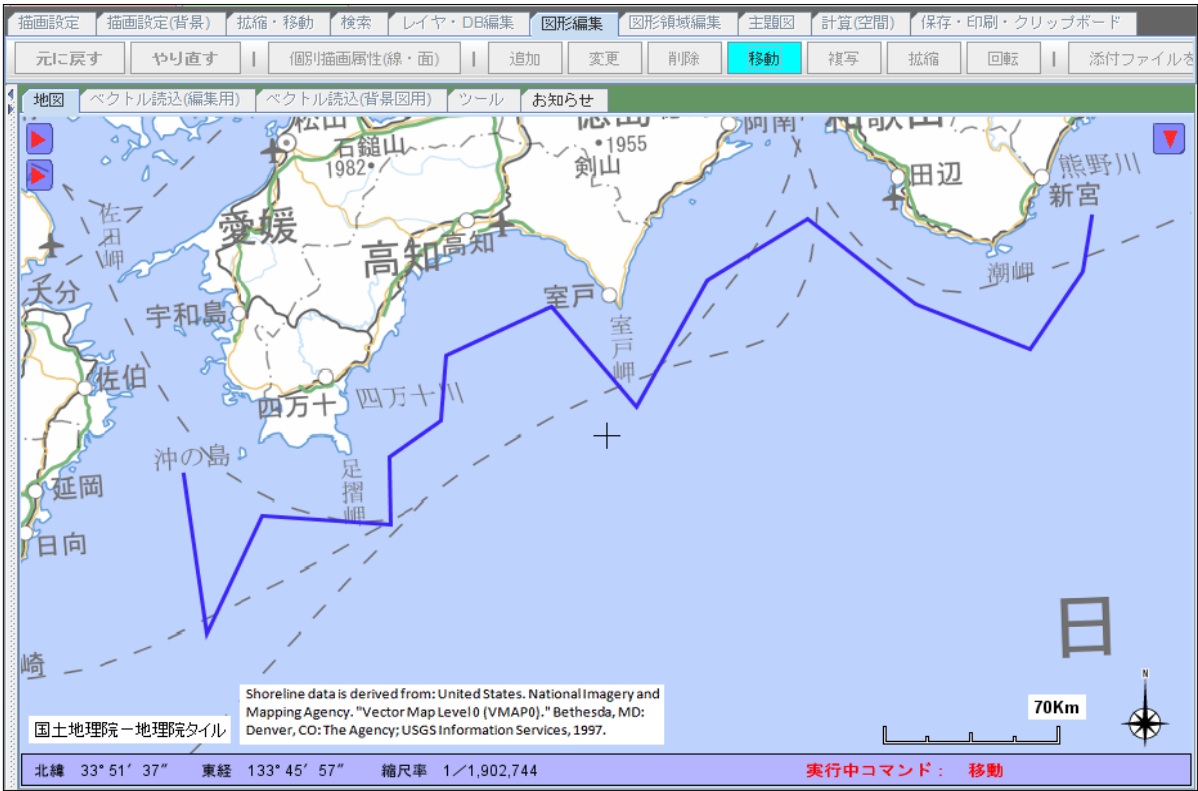 描画設定 描画設定(背景) 拡縮・移動 検索 レイヤ・DB編集 図形編集 図形領域編集 主題図 計算(空間) 保存・印刷・クリップボード
元に戻す やり直す | 個別描画属性(線・面) | 追加 変更 削除 移動 複写 拡縮 回転 | 添付ファイルを
地図 ベクトル読込(編集用) ベクトル読込(背景図用) ツール お知らせ
松山
徳島
阿南
和歌山
石鎚山
1982
1955
剣山
田辺
熊野川
新宮
佐田岬
愛媛
高知
高知
潮岬
大分
宇和島
室戸
室戸岬
佐伯
四万十
四万十川
沖の島
足摺岬
延岡
日向
日
崎
N
70Km
Shoreline data is derived from: United States. National Imagery and
Mapping Agency. "Vector Map Level 0 (VMAP0)." Bethesda, MD:
Denver, CO: The Agency; USGS Information Services, 1997.
国土地理院－地理院タイル
北緯 33°51′37″ 東経 133°45′57″ 縮尺率 1／1,902,744 実行中コマンド： 移動